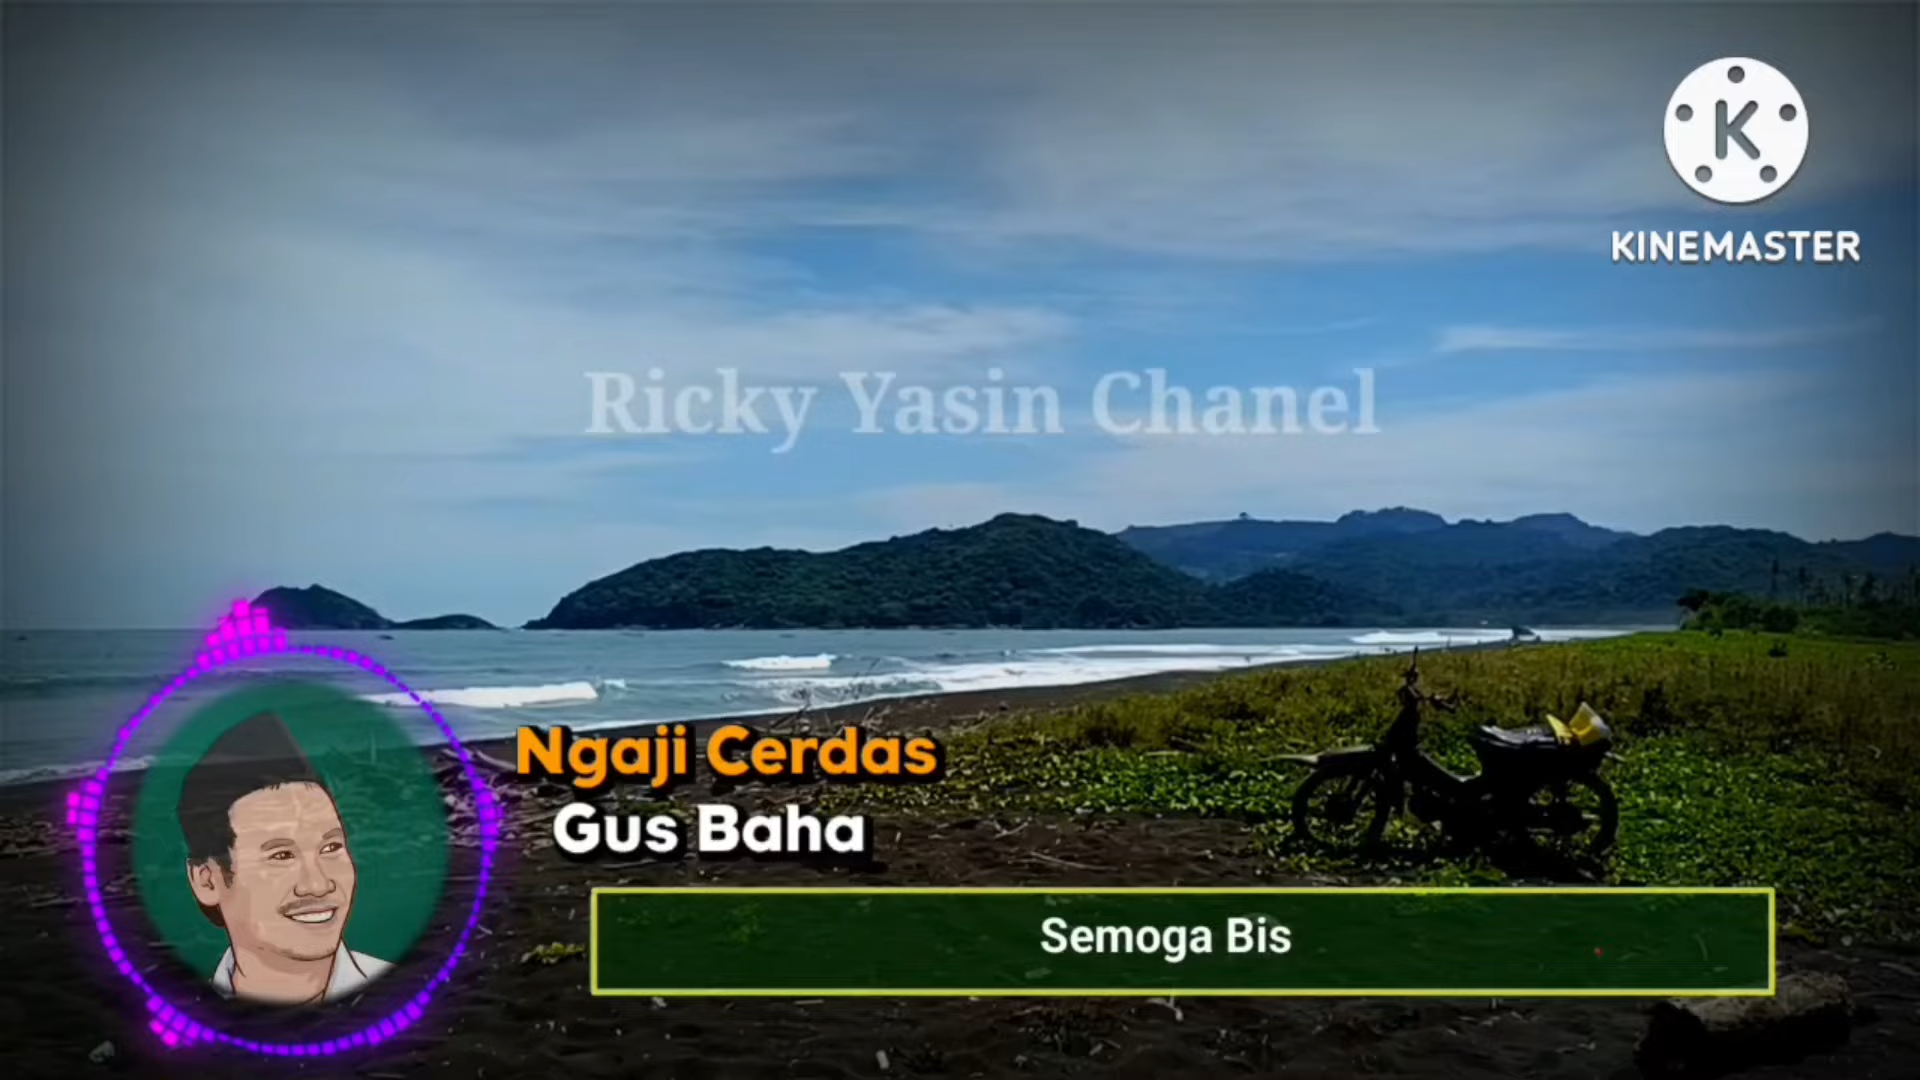 K
KINEMASTER
Ricky Yasin Chanel
Ngaji Cerdas
Gus Baha
Semoga Bis